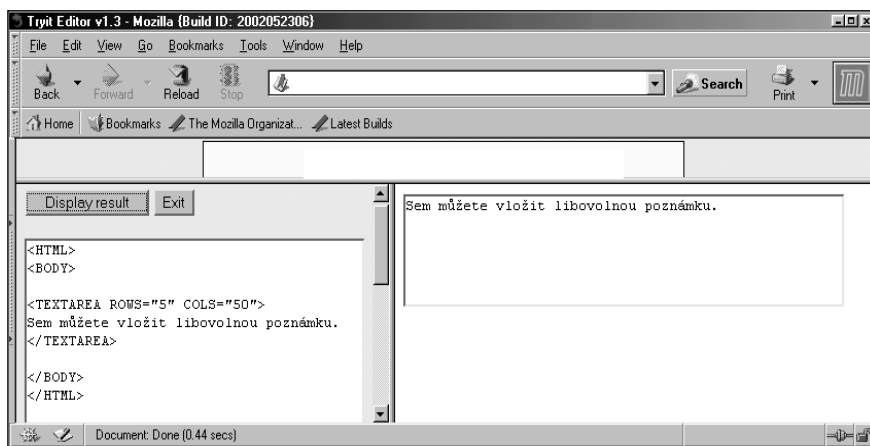 Tryit Editor v1.3 - Mozilla {Build ID: 2002052306}
File Edit View Go Bookmarks Tools Window Help
Back Forward Reload Stop Search Print
Home Bookmarks The Mozilla Organizat... Latest Builds
Display result Exit
<HTML>
<BODY>
<TEXTAREA ROWS="5" COLS="50">
Sem můžete vložit libovolnou poznámku.
</TEXTAREA>
</BODY>
</HTML>
Sem můžete vložit libovolnou poznámku.
Document: Done (0.44 secs)